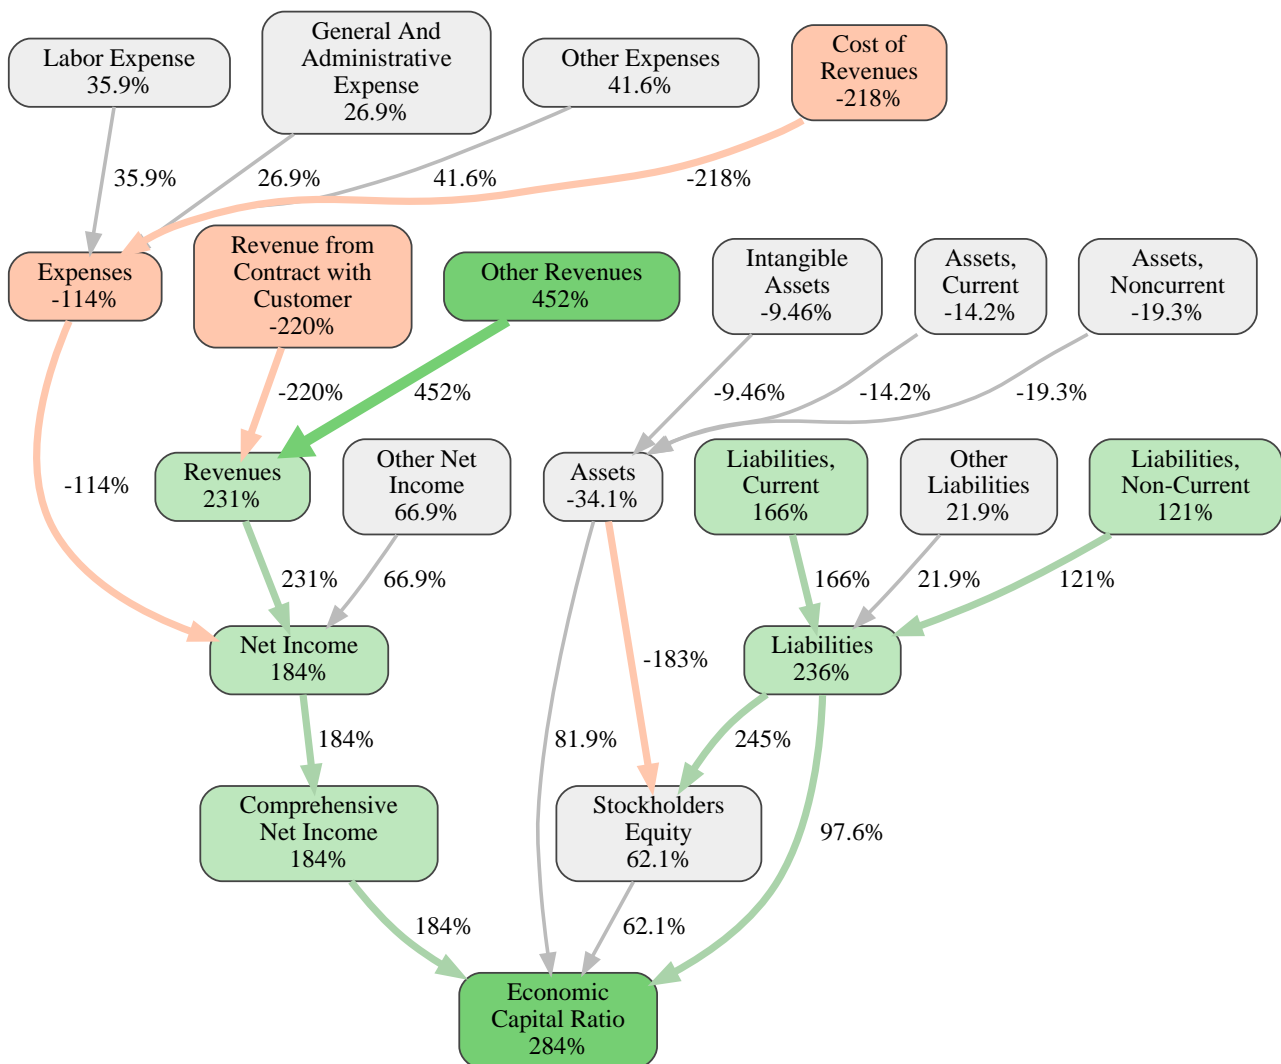 Labor Expense
35.9%
General And
Administrative
Expense
26.9%
Other Expenses
41.6%
Cost of
Revenues
-218%
35.9%
26.9%
41.6%
-218%
Expenses
-114%
Revenue from
Contract with
Customer
-220%
Other Revenues
452%
Intangible
Assets
-9.46%
Assets,
Current
-14.2%
Assets,
Noncurrent
-19.3%
-220%
452%
-9.46%
-14.2%
-19.3%
-114%
Revenues
231%
Other Net
Income
66.9%
Assets
-34.1%
Liabilities,
Current
166%
Other
Liabilities
21.9%
Liabilities,
Non-Current
121%
231%
66.9%
166%
21.9%
121%
Net Income
184%
-183%
Liabilities
236%
184%
81.9%
245%
Comprehensive
Net Income
184%
Stockholders
Equity
62.1%
97.6%
184%
62.1%
Economic
Capital Ratio
284%